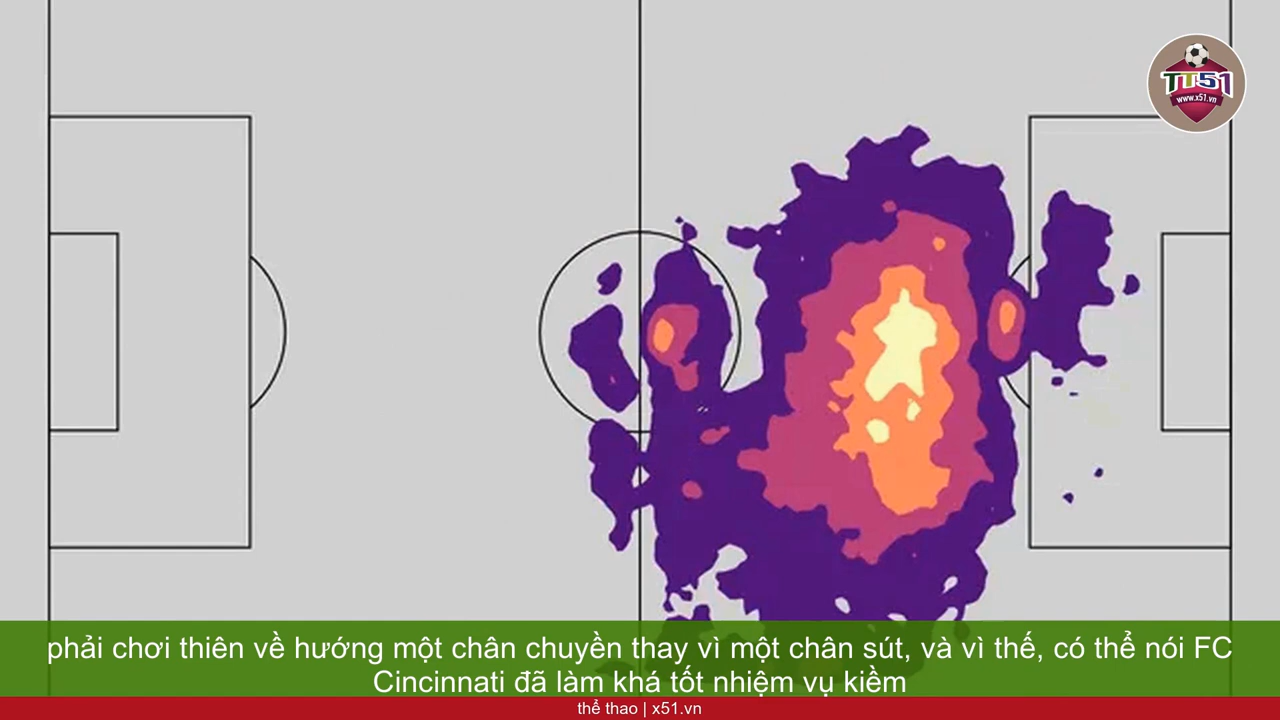 TT51
www.x51.vn
phải chơi thiên về hướng một chân chuyền thay vì một chân sút, và vì thế, có thể nói FC
Cincinnati đã làm khá tốt nhiệm vụ kiềm
thể thao | x51.vn